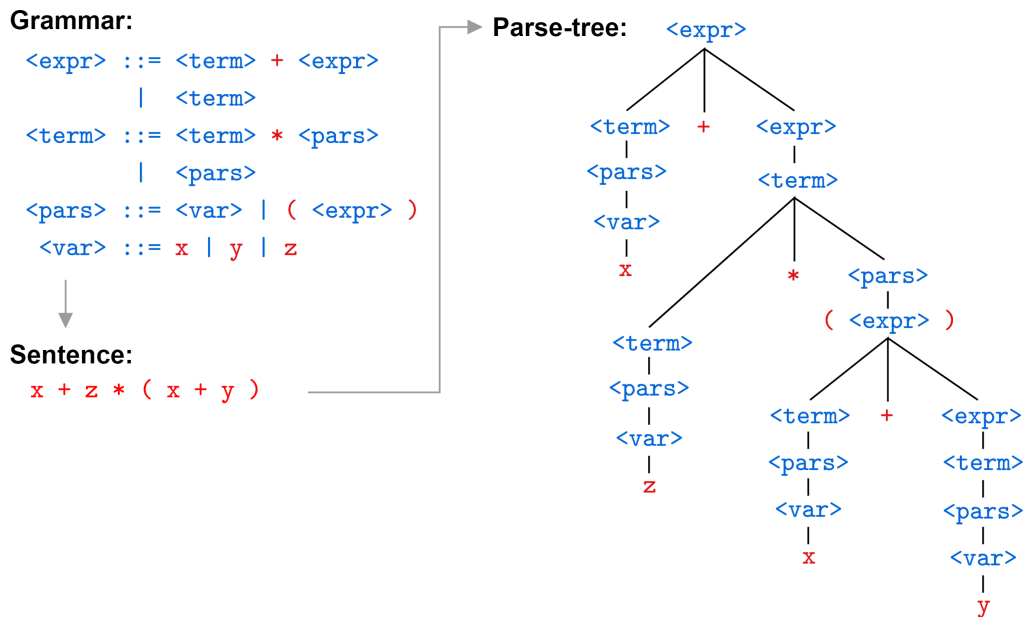 Grammar:
<expr> ::= <term> + <expr>
| <term>
<term> ::= <term> * <pars>
| <pars>
<pars> ::= <var> | ( <expr> )
<var> ::= x | y | z
Sentence:
x + z * ( x + y )
Parse-tree:
<expr>
<term> + <expr>
<pars>
<term>
<var>
x
* <pars>
( <expr> )
<term>
<pars>
<var>
z
<term> + <expr>
<pars> <term>
<var> <pars>
x <var>
y